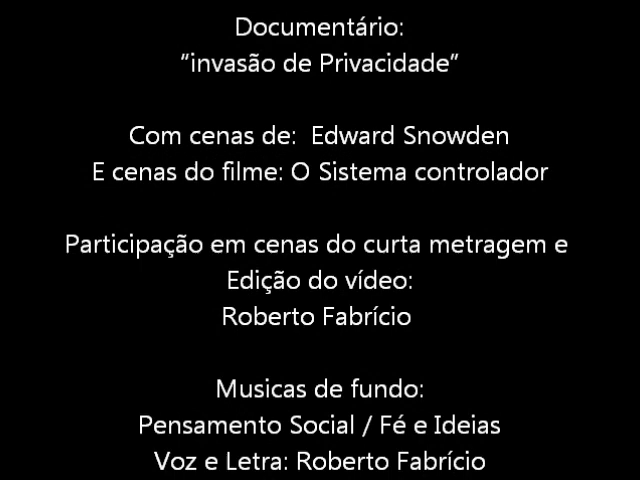 Documentário:
“invasão de Privacidade”
Com cenas de:  Edward Snowden
E cenas do filme: O Sistema controlador
Participação em cenas do curta metragem e
Edição do vídeo:
Roberto Fabrício
Musicas de fundo:
Pensamento Social / Fé e Ideias
Voz e Letra: Roberto Fabrício